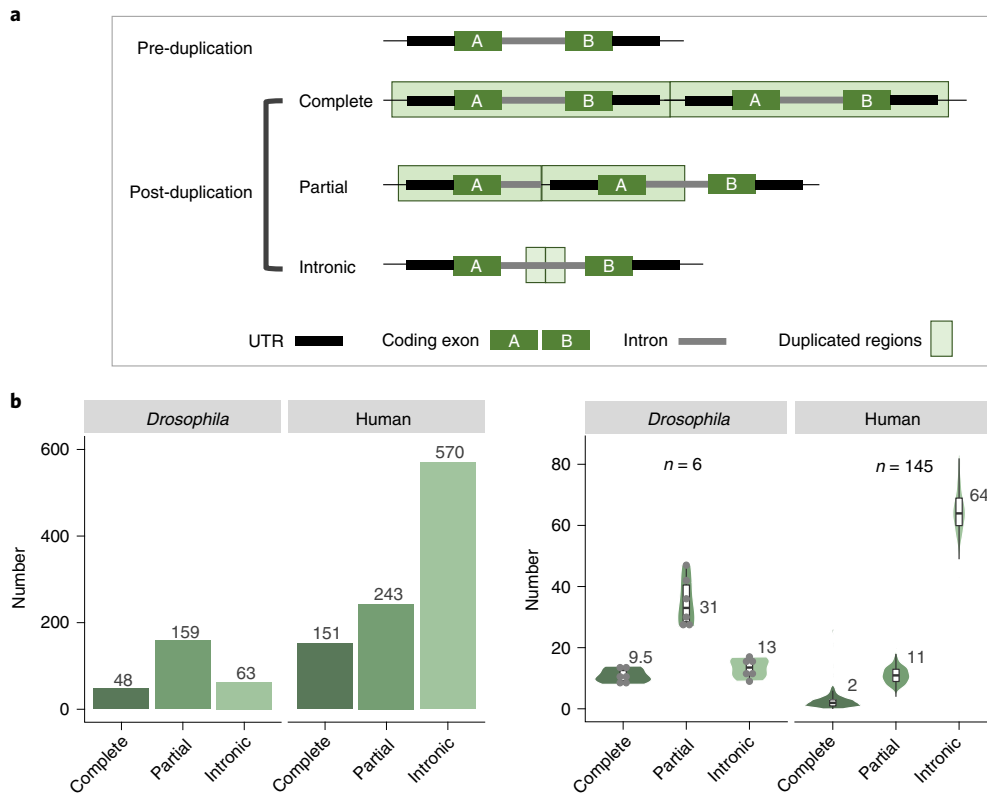 a
Pre-duplication
A B
Complete
A B A B
Post-duplication
Partial
A A B
Intronic
A B
UTR Coding exon A B Intron Duplicated regions
b
Drosophila Human
Number
600
400
200
0
48 159 63 151 243 570
Complete Partial Intronic Complete Partial Intronic
Drosophila Human
Number
80
60
40
20
0
n = 6 n = 145
9.5 31 13 2 11 64
Complete Partial Intronic Complete Partial Intronic